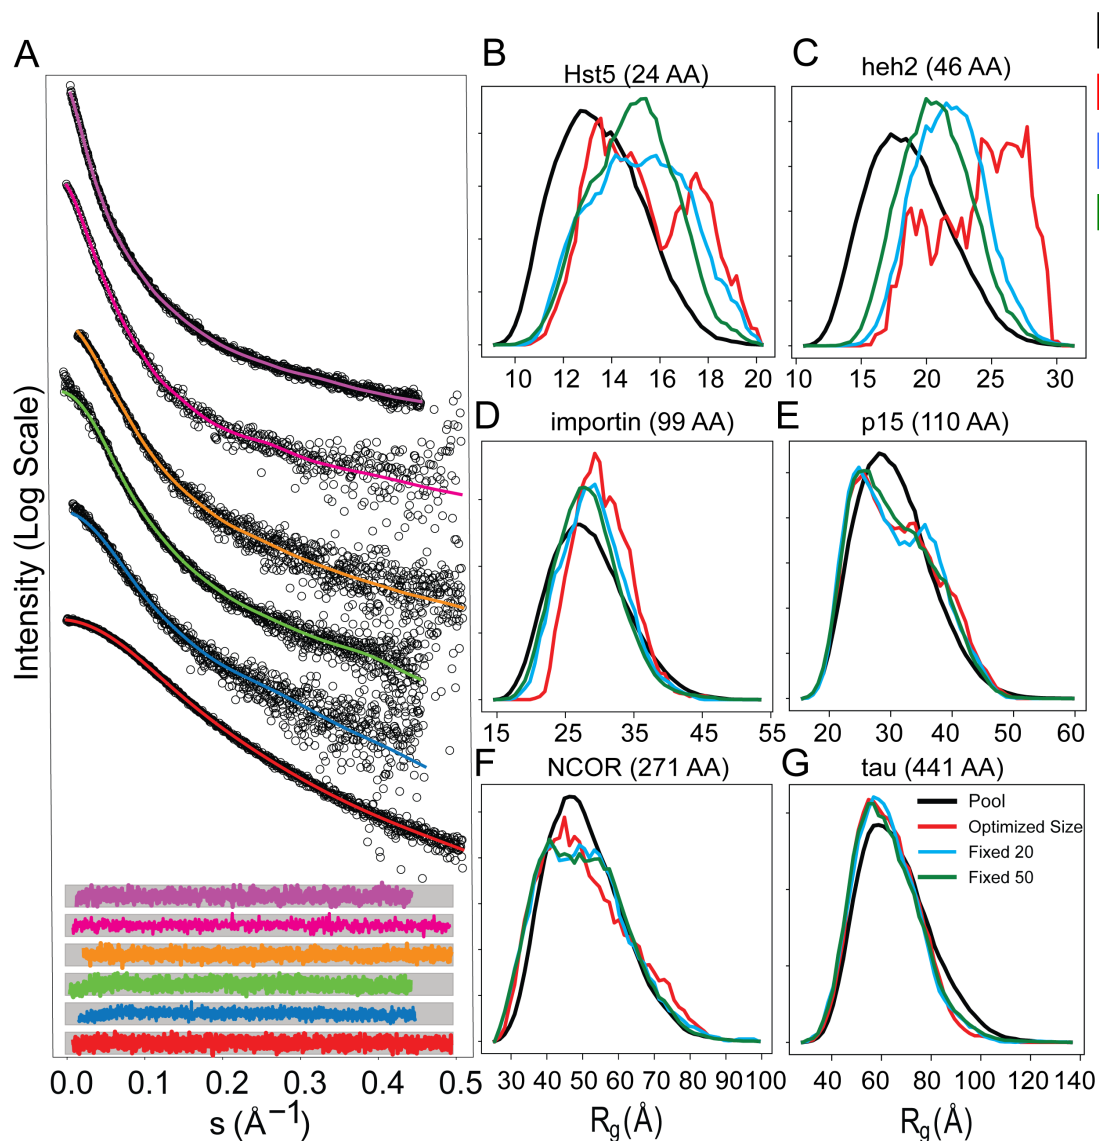 A
Intensity (Log Scale)
0.0 0.1 0.2 0.3 0.4 0.5
s (Å⁻¹)
B
Hst5 (24 AA)
10 12 14 16 18 20
C
heh2 (46 AA)
10 15 20 25 30
D
importin (99 AA)
15 25 35 45 55
E
p15 (110 AA)
20 30 40 50 60
F
NCOR (271 AA)
30 40 50 60 70 80 90 100
Rg(Å)
G
tau (441 AA)
Pool
Optimized Size
Fixed 20
Fixed 50
40 60 80 100 120 140
Rg(Å)